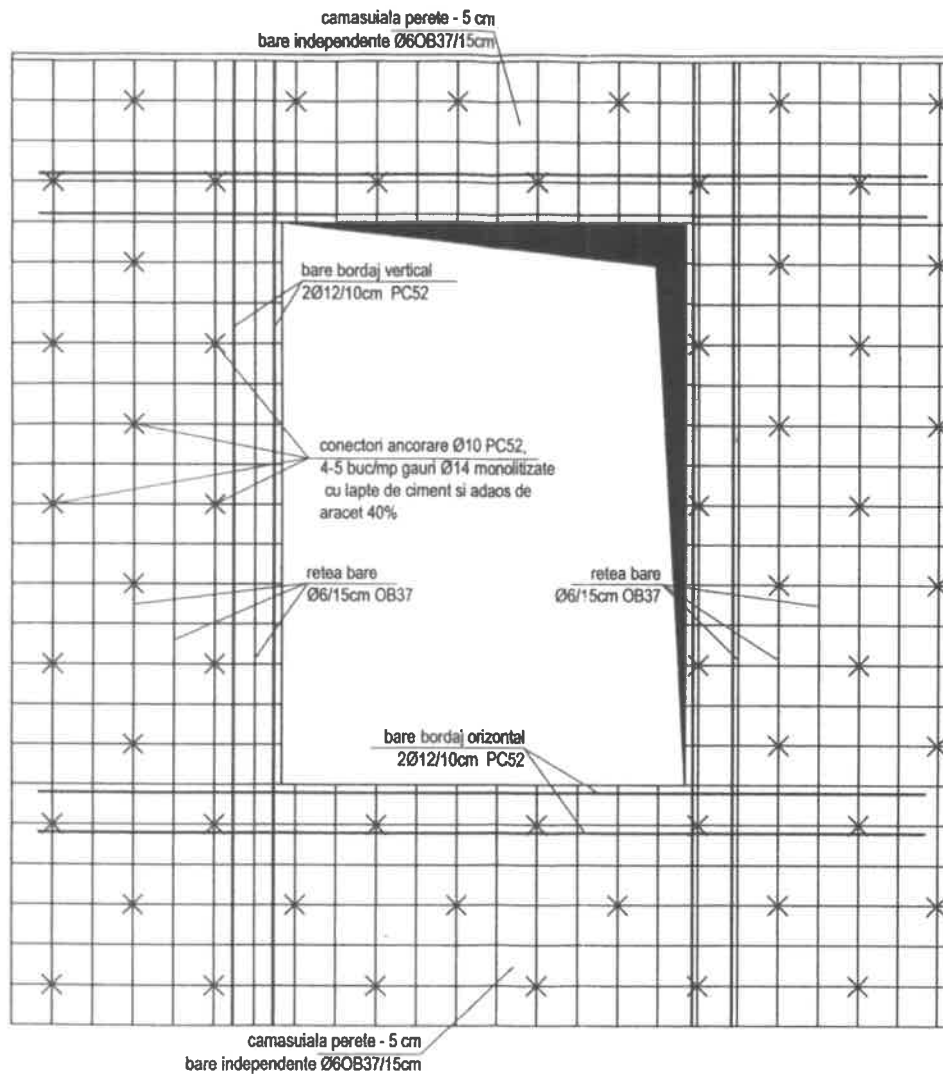 camasuiala perete - 5 cm
bare independente Ø6OB37/15cm
bare bordaj vertical
2Ø12/10cm PC52
conectori ancorare Ø10 PC52,
4-5 buc/mp gauri Ø14 monolitizate
cu lapte de ciment si adaos de
aracet 40%
retea bare
Ø6/15cm OB37
retea bare
Ø6/15cm OB37
bare bordaj orizontal
2Ø12/10cm PC52
camasuiala perete - 5 cm
bare independente Ø6OB37/15cm